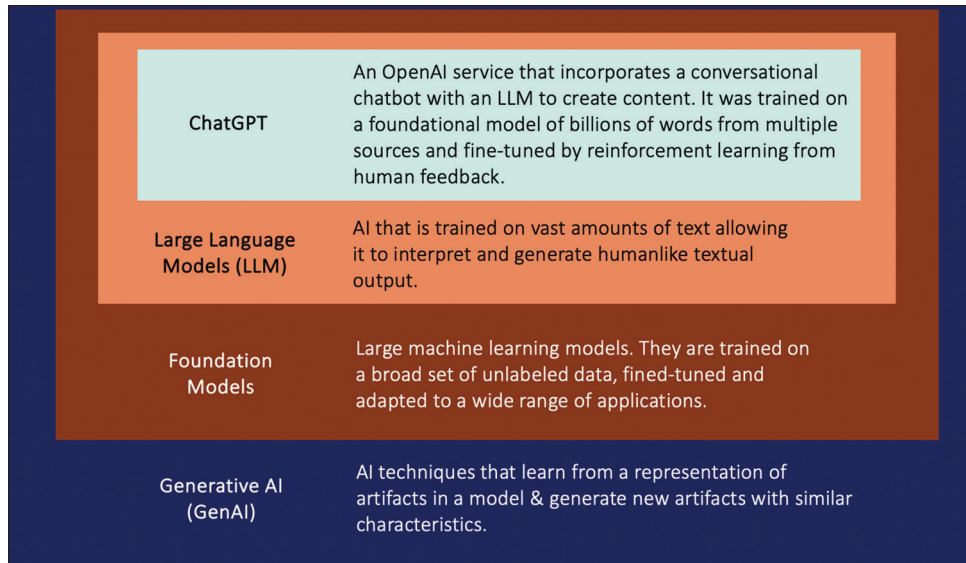 ChatGPT
An OpenAI service that incorporates a conversational
chatbot with an LLM to create content. It was trained on
a foundational model of billions of words from multiple
sources and fine-tuned by reinforcement learning from
human feedback.
Large Language
Models (LLM)
AI that is trained on vast amounts of text allowing
it to interpret and generate humanlike textual
output.
Foundation
Models
Large machine learning models. They are trained on
a broad set of unlabeled data, fined-tuned and
adapted to a wide range of applications.
Generative AI
(GenAI)
AI techniques that learn from a representation of
artifacts in a model & generate new artifacts with similar
characteristics.